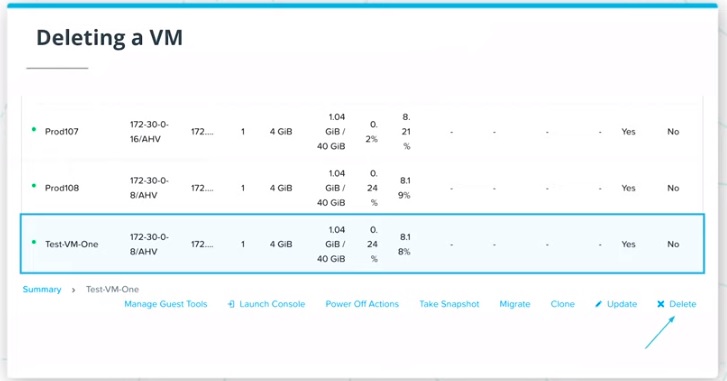 Deleting a VM
Prod107 172-30-0-16/AHV 172.... 1 4 GiB 1.04 GiB / 40 GiB 0.2% 8.21% - - - - Yes No
Prod108 172-30-0-8/AHV 172.... 1 4 GiB 1.04 GiB / 40 GiB 0.24% 8.19% - - - - Yes No
Test-VM-One 172-30-0-8/AHV 172.... 1 4 GiB 1.04 GiB / 40 GiB 0.24% 8.18% - - - - Yes No
Summary > Test-VM-One
Manage Guest Tools Launch Console Power Off Actions Take Snapshot Migrate Clone Update Delete